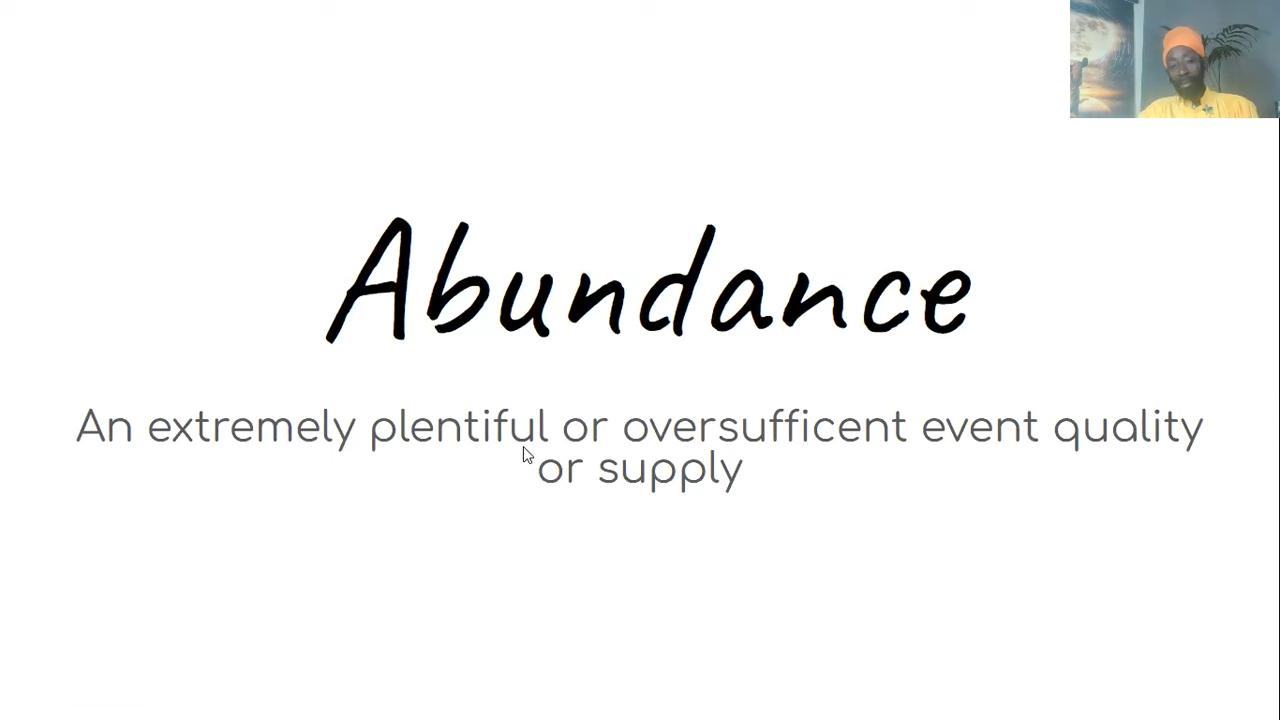 Abundance
An extremely plentiful or oversufficent event quality
or supply